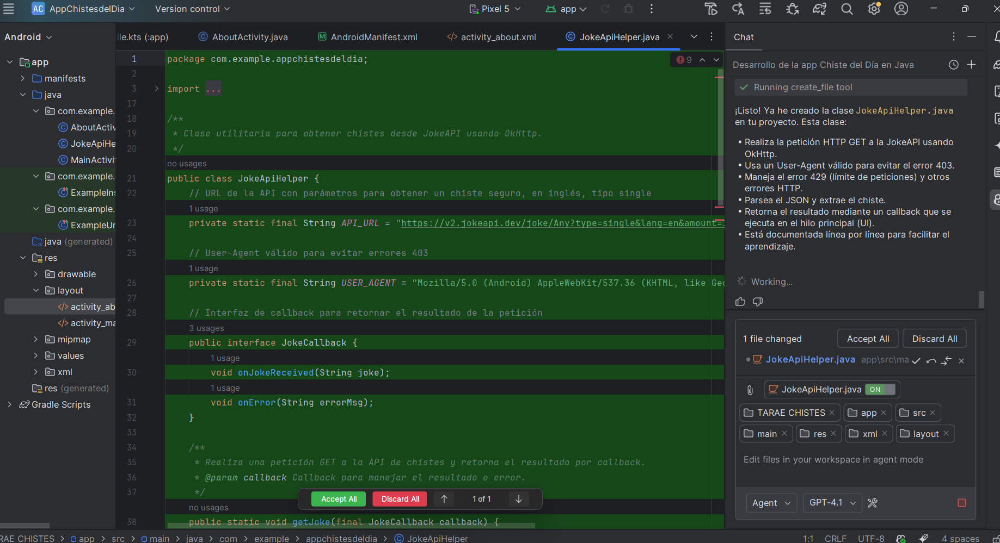 AC AppChistesdelDia
Version control
Pixel 5
app
Android
app
manifests
java
com.example.
AboutActiv
JokeApiHe
MainActivi
com.example.
ExampleIns
com.example.
ExampleUn
java (generated)
res
drawable
layout
activity_ab
activity_ma
mipmap
values
xml
res (generated)
Gradle Scripts
le.kts (:app)
AboutActivity.java
AndroidManifest.xml
activity_about.xml
JokeApiHelper.java
9
1 package com.example.appchistesdeldia;
2
3 import ...
17
18 /**
19 * Clase utilitaria para obtener chistes desde JokeAPI usando OkHttp.
20 */
no usages
21 public class JokeApiHelper {
22 // URL de la API con parámetros para obtener un chiste seguro, en inglés, tipo single
1 usage
23 private static final String API_URL = "https://v2.jokeapi.dev/joke/Any?type=single&lang=en&amount=1
24
25 // User-Agent válido para evitar errores 403
1 usage
26 private static final String USER_AGENT = "Mozilla/5.0 (Android) AppleWebKit/537.36 (KHTML, like Gec
27
28 // Interfaz de callback para retornar el resultado de la petición
3 usages
29 public interface JokeCallback {
1 usage
30 void onJokeReceived(String joke);
1 usage
31 void onError(String errorMsg);
32 }
33
34 /**
35 * Realiza una petición GET a la API de chistes y retorna el resultado por callback.
36 * @param callback Callback para manejar el resultado o error.
37 */
no usages
38 public static void getJoke(final JokeCallback callback) {
Accept All
Discard All
1 of 1
Chat
Desarrollo de la app Chiste del Día en Java
Running create_file tool
¡Listo! Ya he creado la clase JokeApiHelper.java
en tu proyecto. Esta clase:
• Realiza la petición HTTP GET a la JokeAPI usando
OkHttp.
• Usa un User-Agent válido para evitar el error 403.
• Maneja el error 429 (límite de peticiones) y otros
errores HTTP.
• Parsea el JSON y extrae el chiste.
• Retorna el resultado mediante un callback que se
ejecuta en el hilo principal (UI).
• Está documentada línea por línea para facilitar el
aprendizaje.
Working...
1 file changed
Accept All
Discard All
JokeApiHelper.java app\src\ma
JokeApiHelper.java ON
TARAE CHISTES
app
src
main
res
xml
layout
Edit files in your workspace in agent mode
Agent
GPT-4.1
RAE CHISTES > app > src > main > java > com > example > appchistesdeldia > JokeApiHelper
1:1 CRLF UTF-8 4 spaces